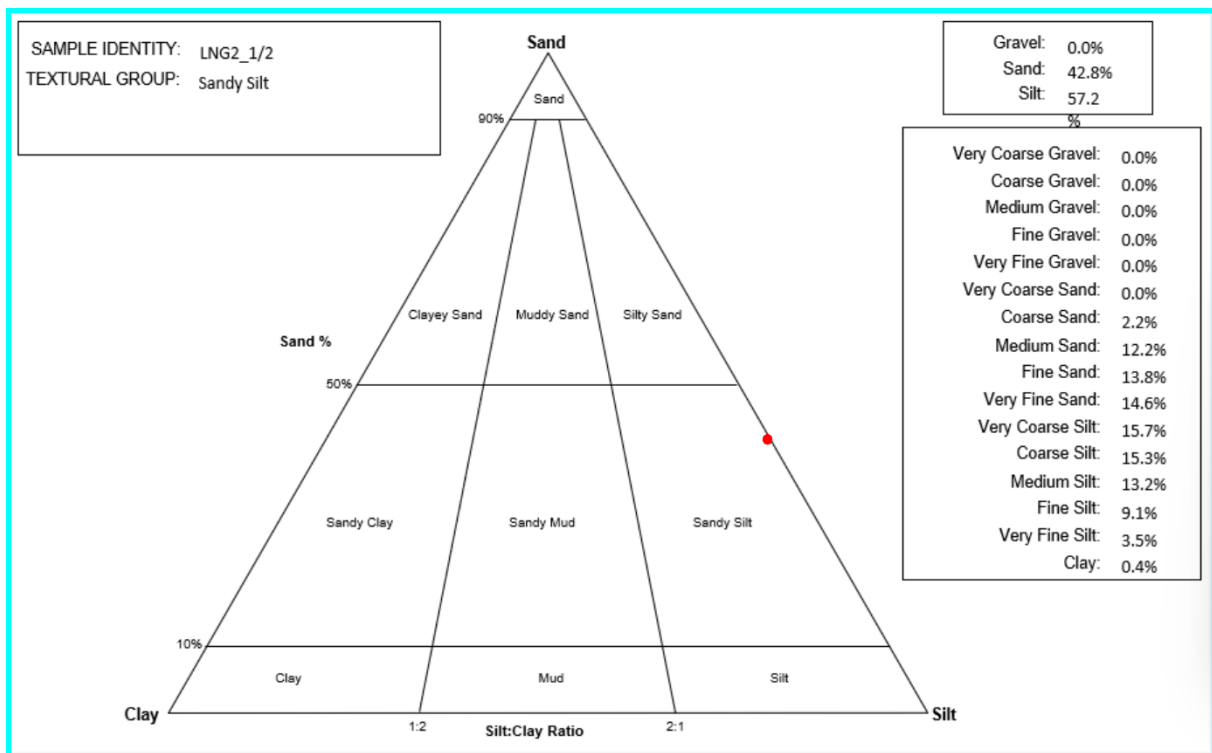 SAMPLE IDENTITY: LNG2_1/2
TEXTURAL GROUP: Sandy Silt
Sand
Sand
90%
Clayey Sand Muddy Sand Silty Sand
Sand %
50%
Sandy Clay Sandy Mud Sandy Silt
10%
Clay Mud Silt
Clay Silt
1:2 Silt:Clay Ratio 2:1
Gravel: 0.0%
Sand: 42.8%
Silt: 57.2
%
Very Coarse Gravel: 0.0%
Coarse Gravel: 0.0%
Medium Gravel: 0.0%
Fine Gravel: 0.0%
Very Fine Gravel: 0.0%
Very Coarse Sand: 0.0%
Coarse Sand: 2.2%
Medium Sand: 12.2%
Fine Sand: 13.8%
Very Fine Sand: 14.6%
Very Coarse Silt: 15.7%
Coarse Silt: 15.3%
Medium Silt: 13.2%
Fine Silt: 9.1%
Very Fine Silt: 3.5%
Clay: 0.4%